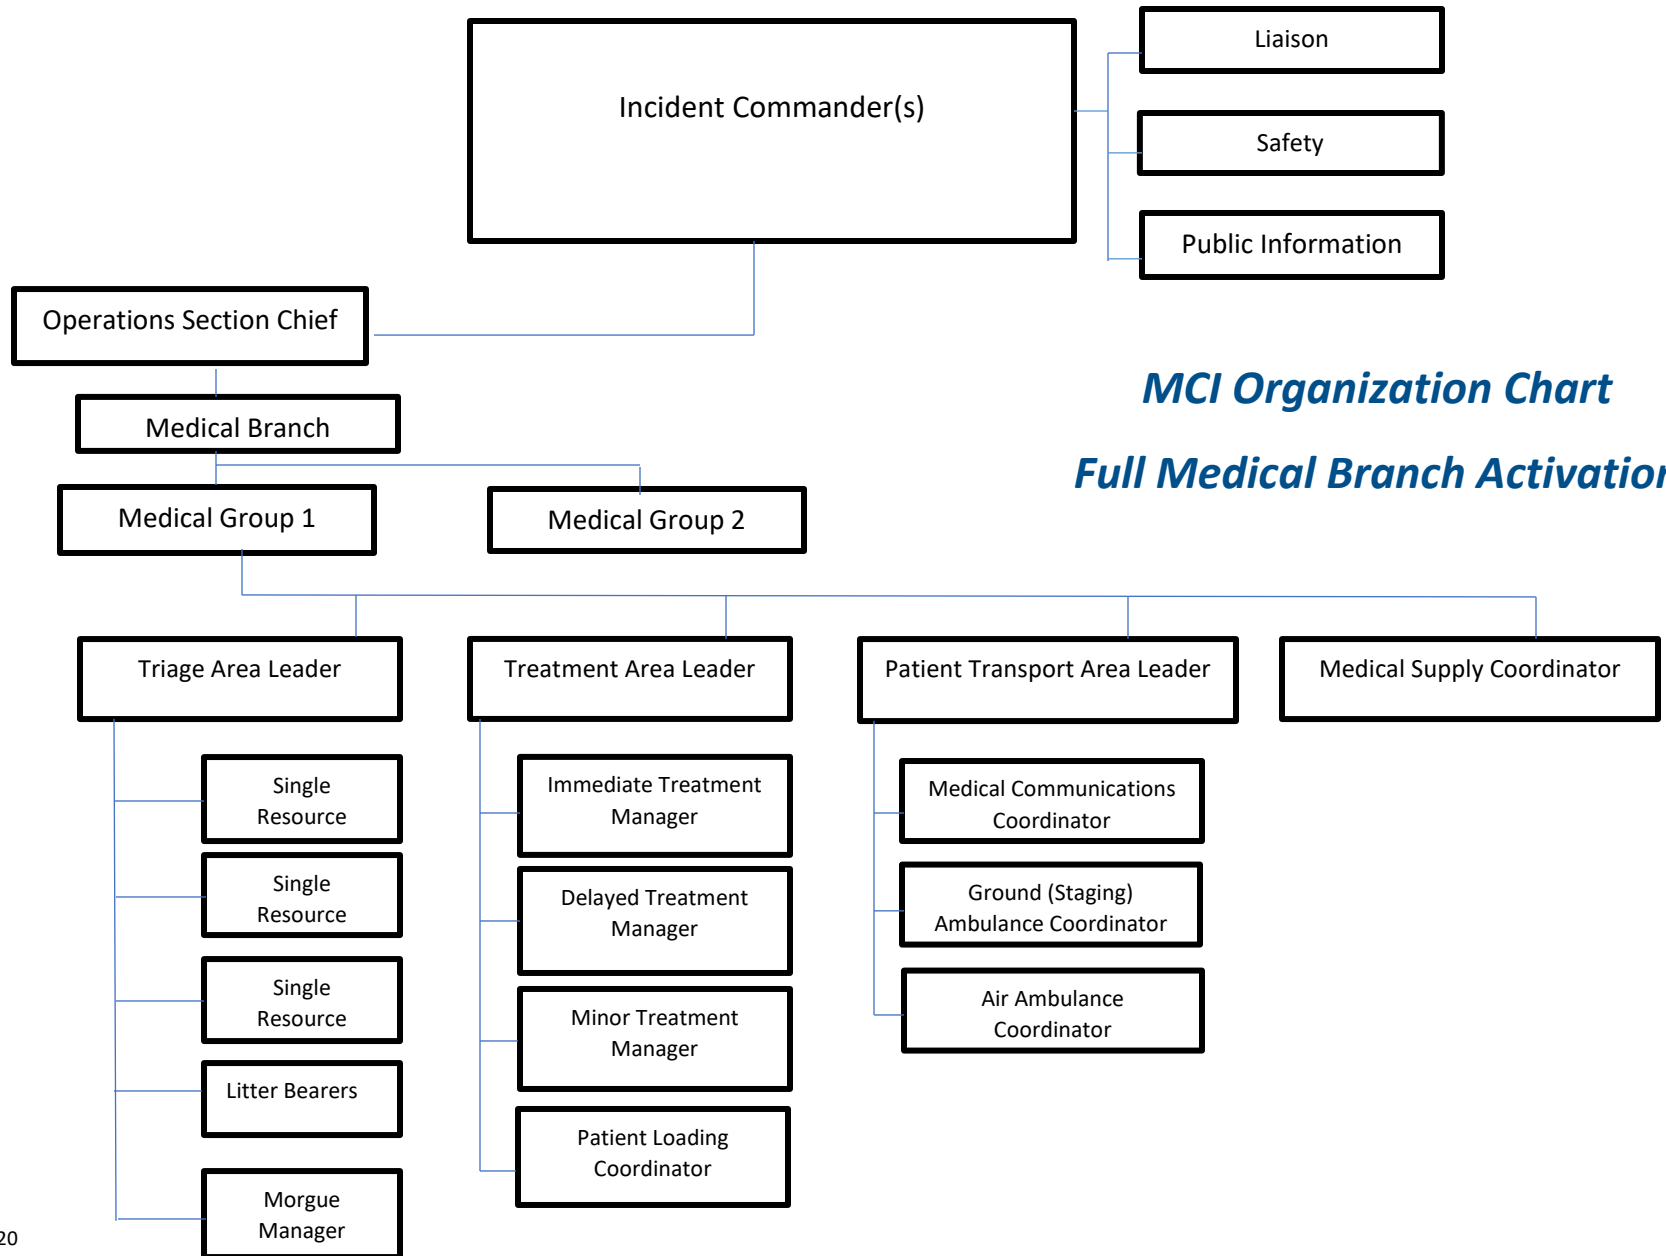 Liaison
Incident Commander(s)
Safety
Public Information
Operations Section Chief
MCI Organization Chart
Medical Branch
Full Medical Branch Activation
Medical Group 1
Medical Group 2
Triage Area Leader
Treatment Area Leader
Patient Transport Area Leader
Medical Supply Coordinator
Single
Resource
Single
Resource
Single
Resource
Litter Bearers
Morgue
Manager
Immediate Treatment
Manager
Delayed Treatment
Manager
Minor Treatment
Manager
Patient Loading
Coordinator
Medical Communications
Coordinator
Ground (Staging)
Ambulance Coordinator
Air Ambulance
Coordinator
20